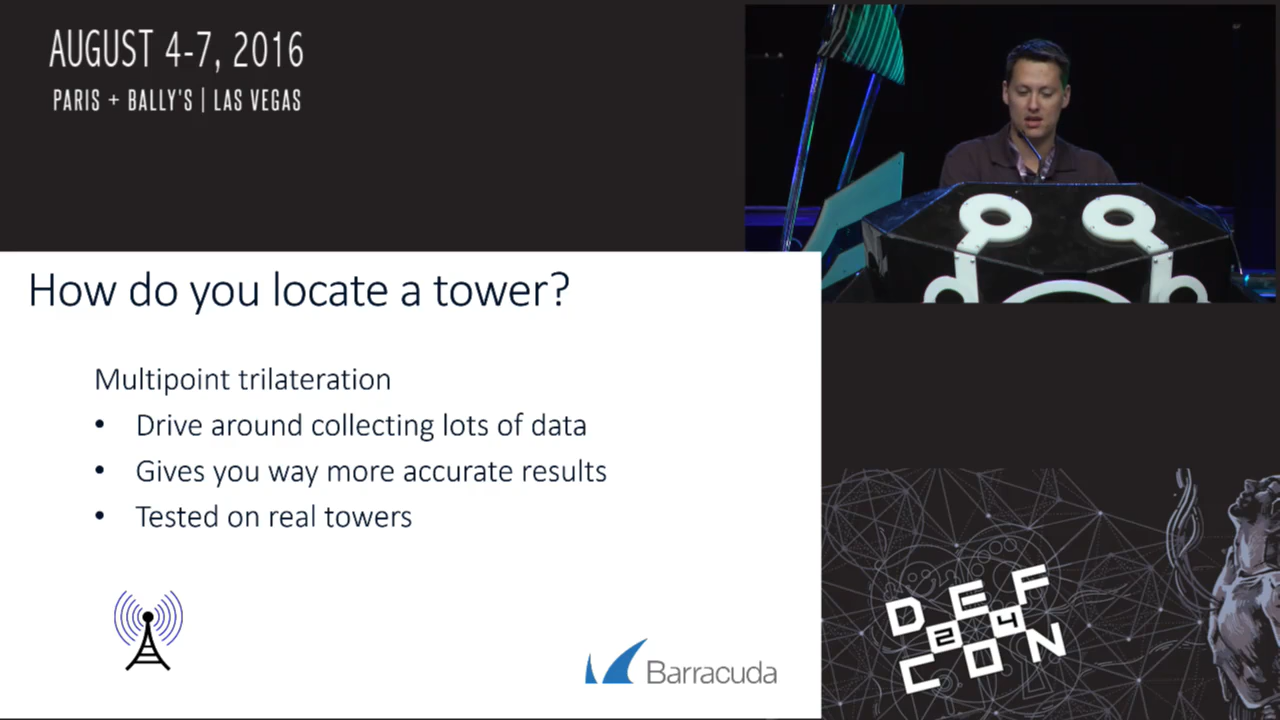 AUGUST 4-7, 2016
PARIS + BALLY'S | LAS VEGAS
How do you locate a tower?
Multipoint trilateration
• Drive around collecting lots of data
• Gives you way more accurate results
• Tested on real towers
Barracuda
DEF
24
CON